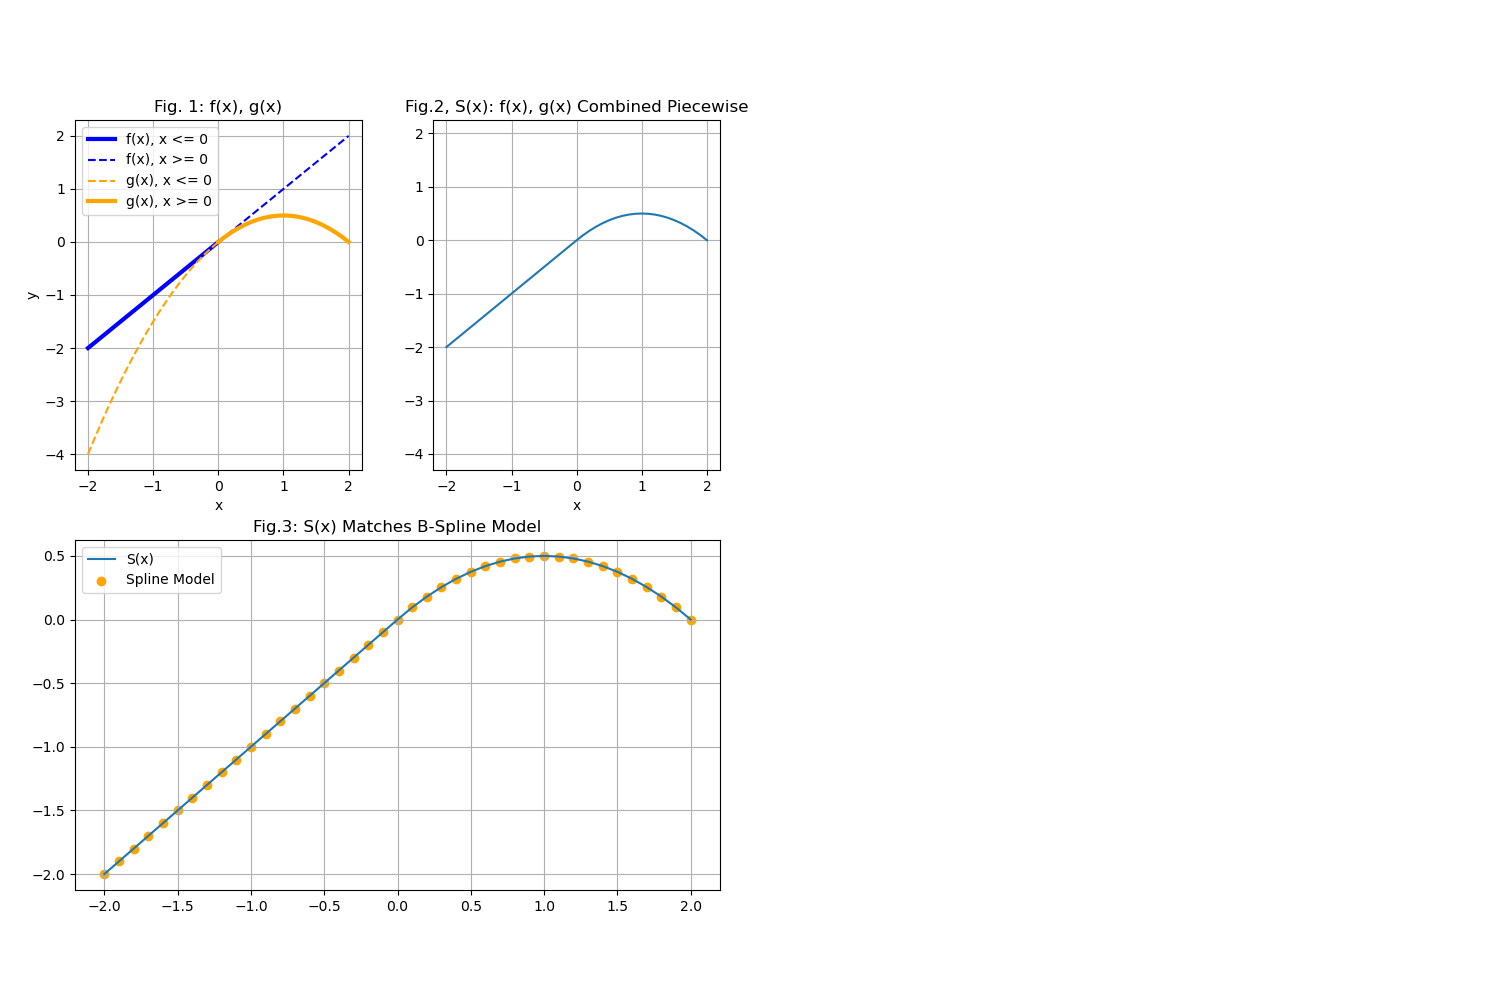 Fig. 1: f(x), g(x)
f(x), x <= 0
f(x), x >= 0
g(x), x <= 0
g(x), x >= 0
2
1
0
−1
−2
−3
−4
y
−2 −1 0 1 2
x
Fig.2, S(x): f(x), g(x) Combined Piecewise
2
1
0
−1
−2
−3
−4
−2 −1 0 1 2
x
Fig.3: S(x) Matches B-Spline Model
S(x)
Spline Model
0.5
0.0
−0.5
−1.0
−1.5
−2.0
−2.0 −1.5 −1.0 −0.5 0.0 0.5 1.0 1.5 2.0